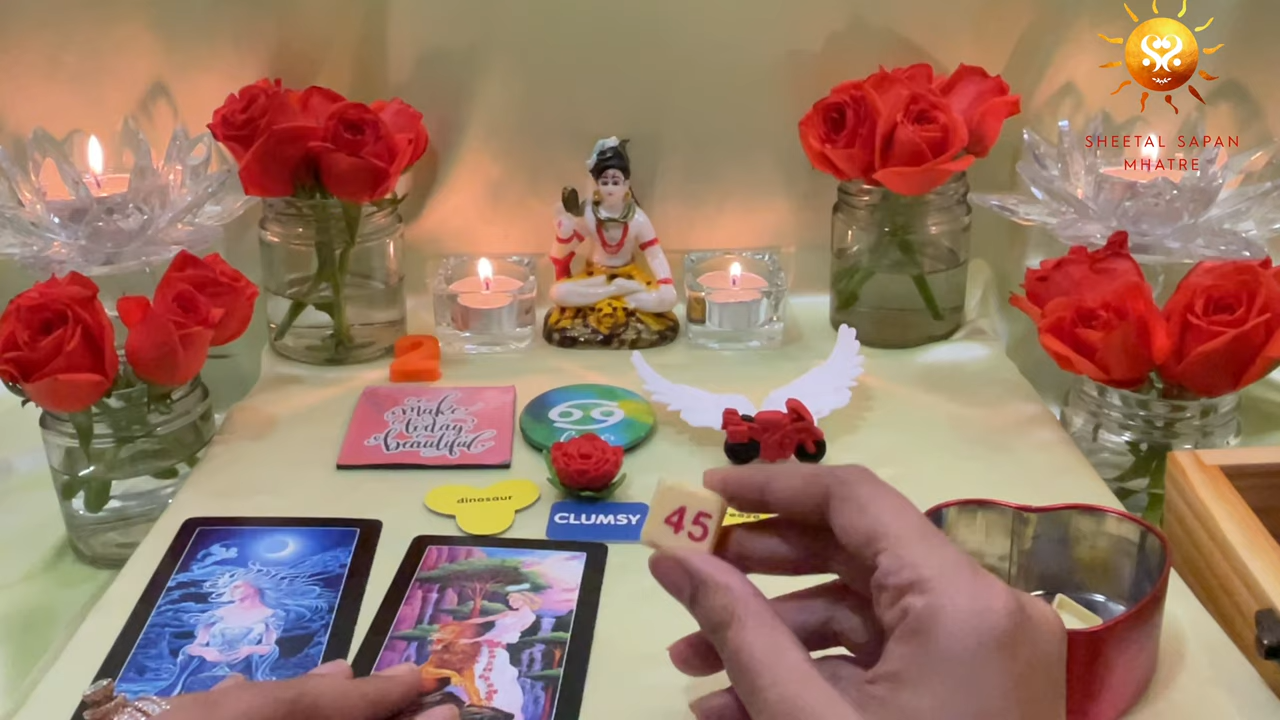 SHEETAL SAPAN
MHATRE
2
make
today
beautiful
dinosaur
CLUMSY
45